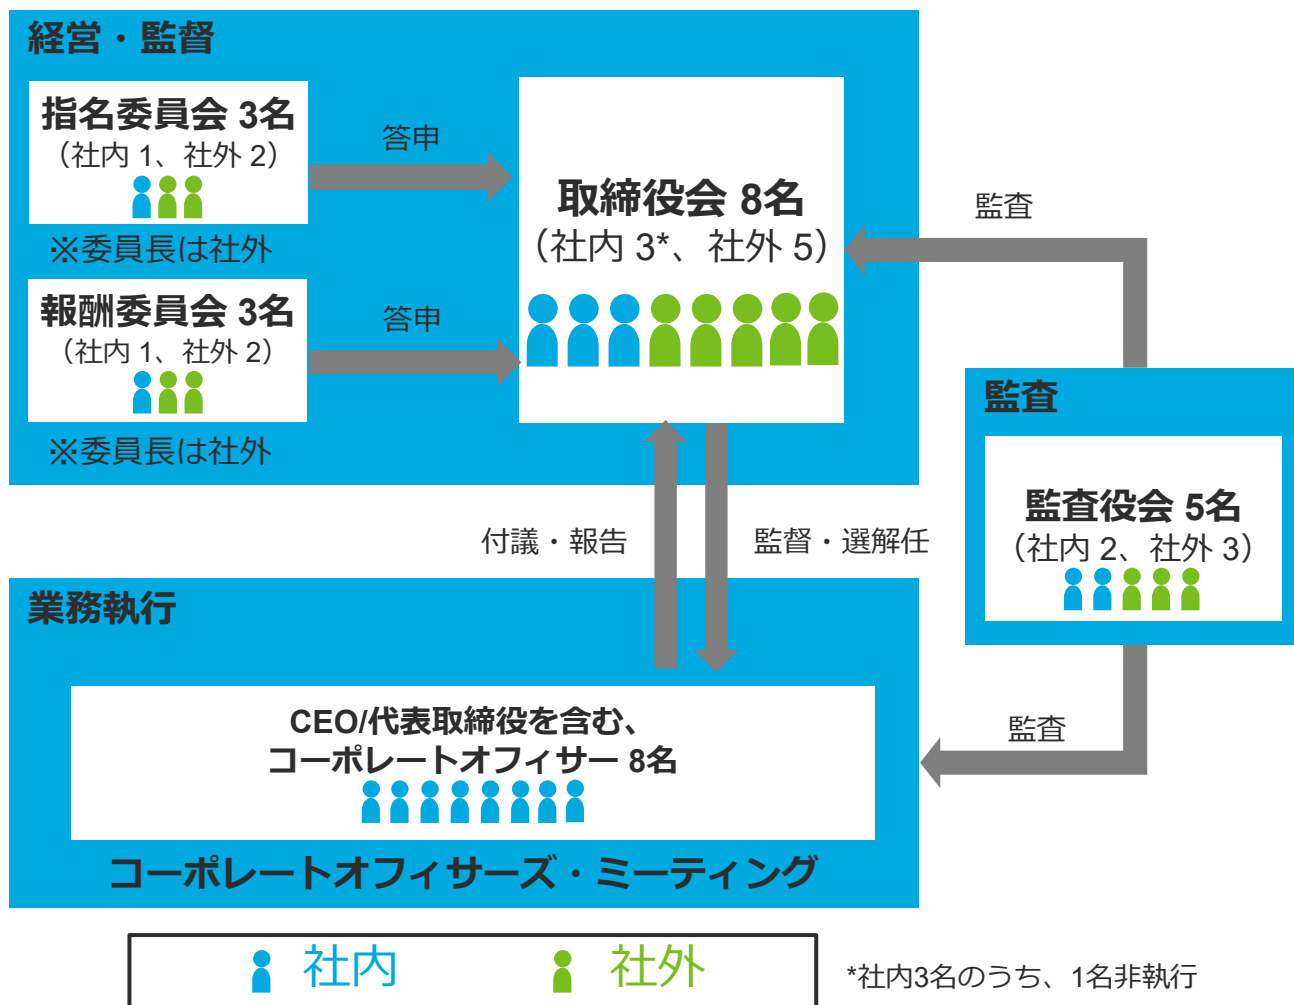 経営・監督
指名委員会 3名
（社内 1、社外 2）
※委員長は社外
答申
報酬委員会 3名
（社内 1、社外 2）
※委員長は社外
答申
取締役会 8名
（社内 3*、社外 5）
監査
監査
監査役会 5名
（社内 2、社外 3）
付議・報告
監督・選解任
業務執行
CEO/代表取締役を含む、
コーポレートオフィサー 8名
コーポレートオフィサーズ・ミーティング
監査
社内
社外
*社内3名のうち、1名非執行